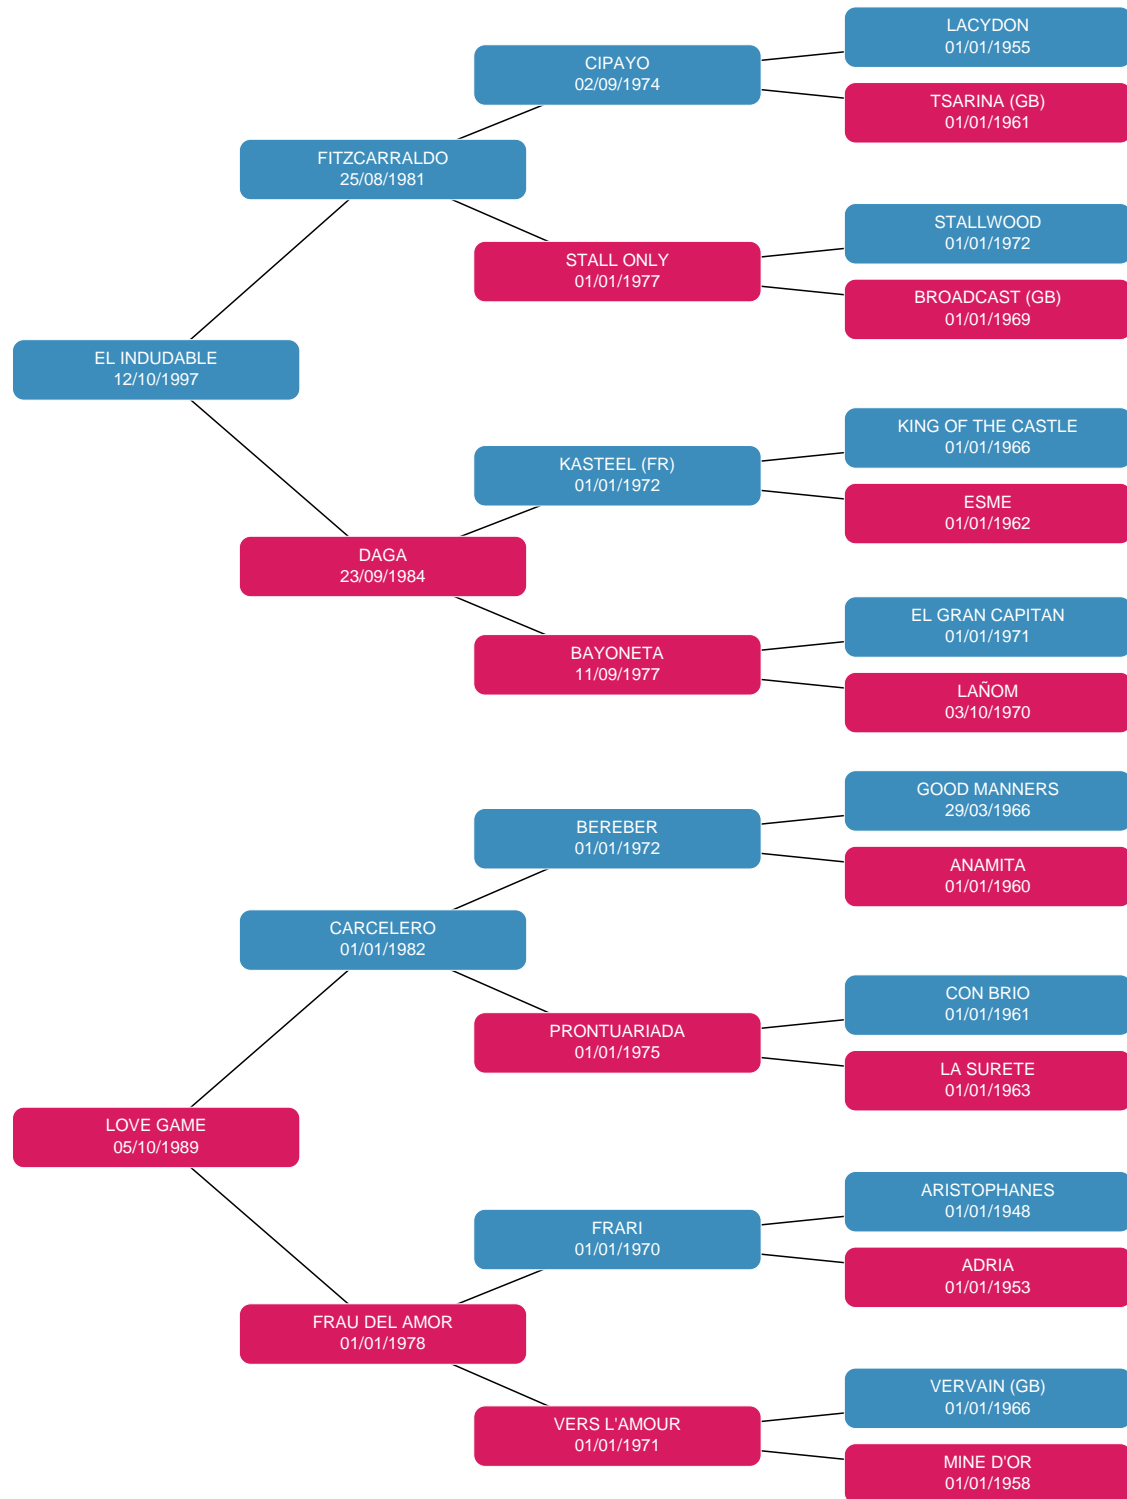 LACYDON
01/01/1955
CIPAYO
02/09/1974
TSARINA (GB)
01/01/1961
FITZCARRALDO
25/08/1981
STALLWOOD
01/01/1972
STALL ONLY
01/01/1977
BROADCAST (GB)
01/01/1969
EL INDUDABLE
12/10/1997
KING OF THE CASTLE
01/01/1966
KASTEEL (FR)
01/01/1972
ESME
01/01/1962
DAGA
23/09/1984
EL GRAN CAPITAN
01/01/1971
BAYONETA
11/09/1977
LAÑOM
03/10/1970
GOOD MANNERS
29/03/1966
BEREBER
01/01/1972
ANAMITA
01/01/1960
CARCELERO
01/01/1982
CON BRIO
01/01/1961
PRONTUARIADA
01/01/1975
LA SURETE
01/01/1963
LOVE GAME
05/10/1989
ARISTOPHANES
01/01/1948
FRARI
01/01/1970
ADRIA
01/01/1953
FRAU DEL AMOR
01/01/1978
VERVAIN (GB)
01/01/1966
VERS L'AMOUR
01/01/1971
MINE D'OR
01/01/1958